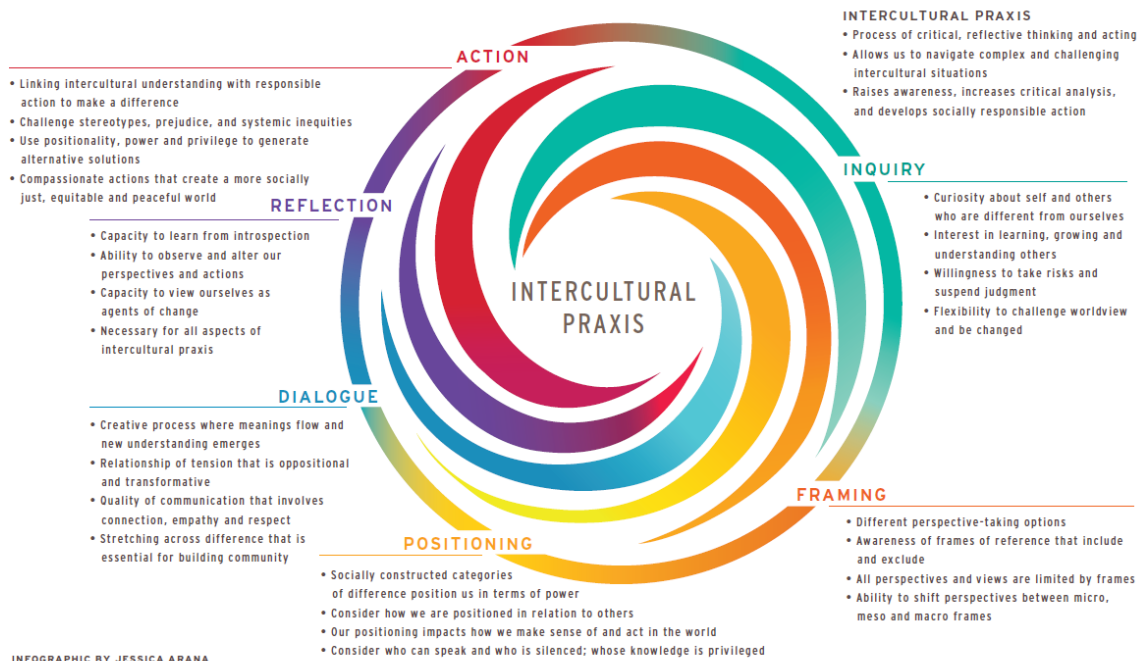 INTERCULTURAL PRAXIS
• Process of critical, reflective thinking and acting
• Allows us to navigate complex and challenging
intercultural situations
• Raises awareness, increases critical analysis,
and develops socially responsible action
ACTION
• Linking intercultural understanding with responsible
action to make a difference
• Challenge stereotypes, prejudice, and systemic inequities
• Use positionality, power and privilege to generate
alternative solutions
• Compassionate actions that create a more socially
just, equitable and peaceful world
INQUIRY
• Curiosity about self and others
who are different from ourselves
• Interest in learning, growing and
understanding others
• Willingness to take risks and
suspend judgment
• Flexibility to challenge worldview
and be changed
REFLECTION
• Capacity to learn from introspection
• Ability to observe and alter our
perspectives and actions
• Capacity to view ourselves as
agents of change
• Necessary for all aspects of
intercultural praxis
INTERCULTURAL
PRAXIS
DIALOGUE
• Creative process where meanings flow and
new understanding emerges
• Relationship of tension that is oppositional
and transformative
• Quality of communication that involves
connection, empathy and respect
• Stretching across difference that is
essential for building community
FRAMING
• Different perspective-taking options
• Awareness of frames of reference that include
and exclude
• All perspectives and views are limited by frames
• Ability to shift perspectives between micro,
meso and macro frames
POSITIONING
• Socially constructed categories
of difference position us in terms of power
• Consider how we are positioned in relation to others
• Our positioning impacts how we make sense of and act in the world
• Consider who can speak and who is silenced; whose knowledge is privileged
INFOGRAPHIC BY JESSICA ARANA